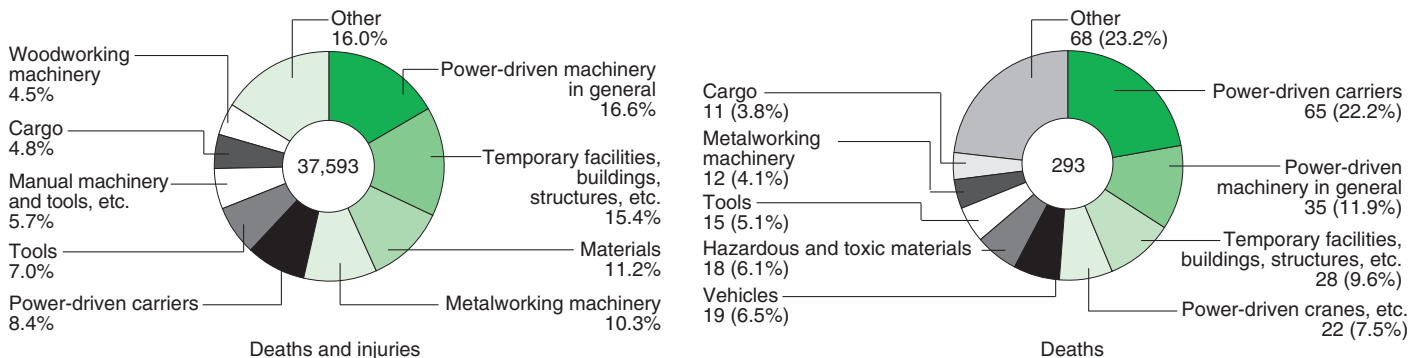 Other
16.0%
Power-driven machinery
in general
16.6%
Temporary facilities,
buildings,
structures, etc.
15.4%
Materials
11.2%
Metalworking machinery
10.3%
Power-driven carriers
8.4%
Tools
7.0%
Manual machinery
and tools, etc.
5.7%
Cargo
4.8%
Woodworking
machinery
4.5%
37,593
Deaths and injuries
Other
68 (23.2%)
Power-driven carriers
65 (22.2%)
Power-driven
machinery in general
35 (11.9%)
Temporary facilities,
buildings, structures, etc.
28 (9.6%)
Power-driven cranes, etc.
22 (7.5%)
Vehicles
19 (6.5%)
Hazardous and toxic materials
18 (6.1%)
Tools
15 (5.1%)
Metalworking
machinery
12 (4.1%)
Cargo
11 (3.8%)
293
Deaths